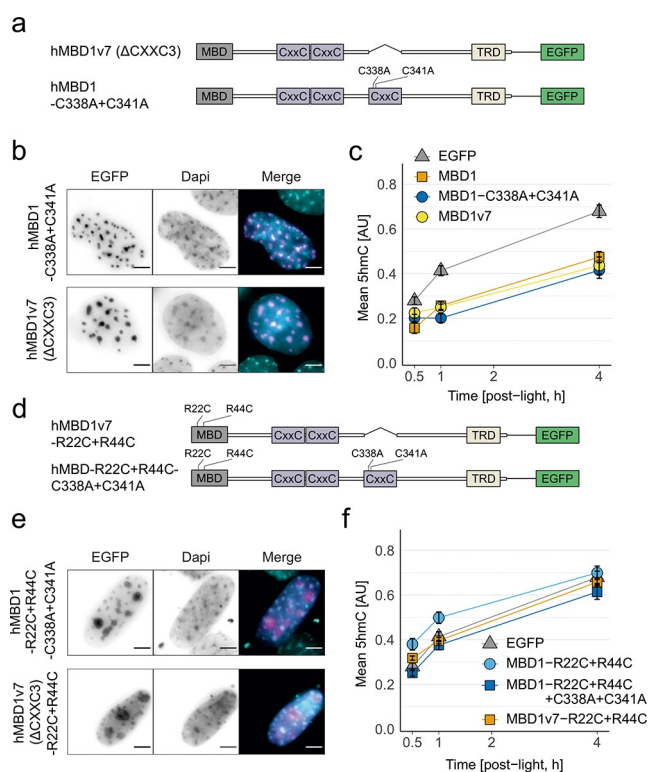 a
hMBD1v7 (ΔCXXC3)
MBD
CxxC
CxxC
TRD
EGFP
C338A
C341A
hMBD1
-C338A+C341A
MBD
CxxC
CxxC
CxxC
TRD
EGFP
b
EGFP
Dapi
Merge
hMBD1
-C338A+C341A
hMBD1v7
(ΔCXXC3)
c
EGFP
MBD1
MBD1-C338A+C341A
MBD1v7
Mean 5hmC [AU]
0.8
0.6
0.4
0.2
0.0
0.5
1
2
4
Time [post-light, h]
d
R22C
R44C
hMBD1v7
-R22C+R44C
MBD
CxxC
CxxC
TRD
EGFP
R22C
R44C
C338A
C341A
hMBD-R22C+R44C-
C338A+C341A
MBD
CxxC
CxxC
CxxC
TRD
EGFP
e
EGFP
Dapi
Merge
hMBD1
-R22C+R44C
-C338A+C341A
hMBD1v7
(ΔCXXC3)
-R22C+R44C
f
Mean 5hmC [AU]
0.8
0.6
0.4
0.2
0.0
EGFP
MBD1-R22C+R44C
MBD1-R22C+R44C
+C338A+C341A
MBD1v7-R22C+R44C
0.5
1
2
4
Time [post-light, h]